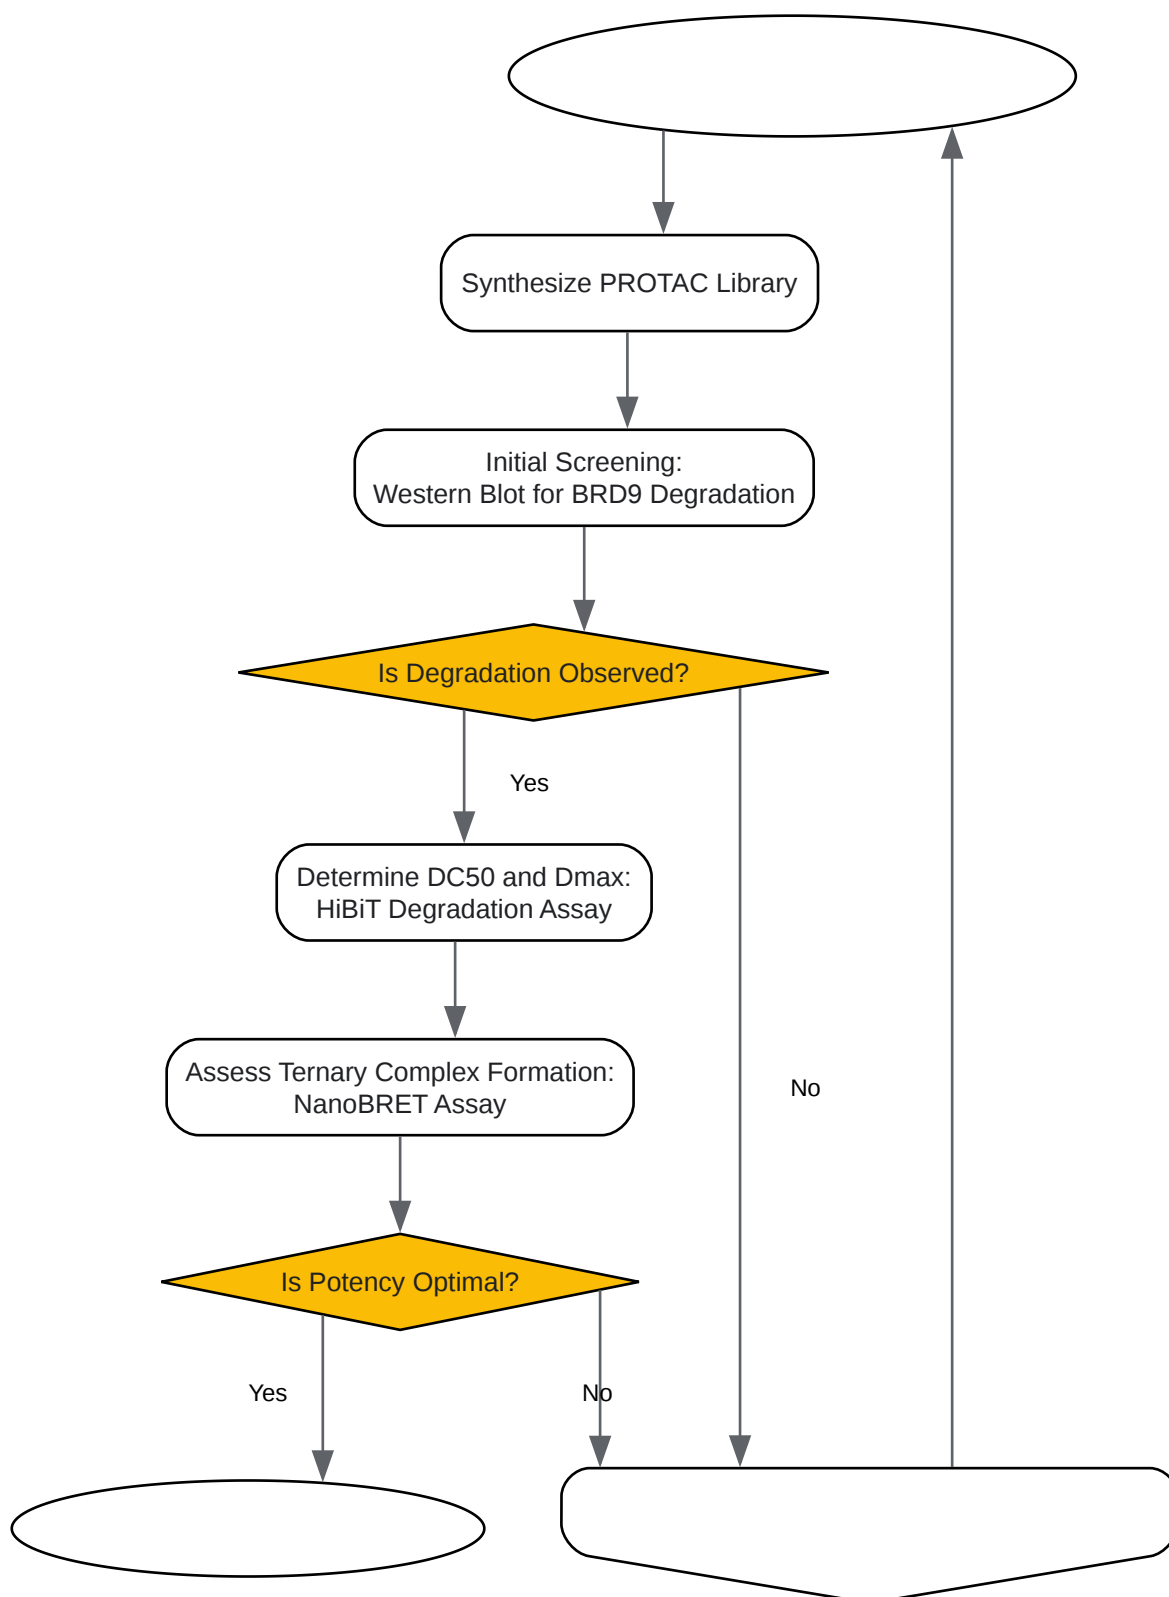 Synthesize PROTAC Library
Initial Screening:
Western Blot for BRD9 Degradation
Is Degradation Observed?
Yes
Determine DC50 and Dmax:
HiBiT Degradation Assay
Assess Ternary Complex Formation:
NanoBRET Assay
No
Is Potency Optimal?
Yes
No